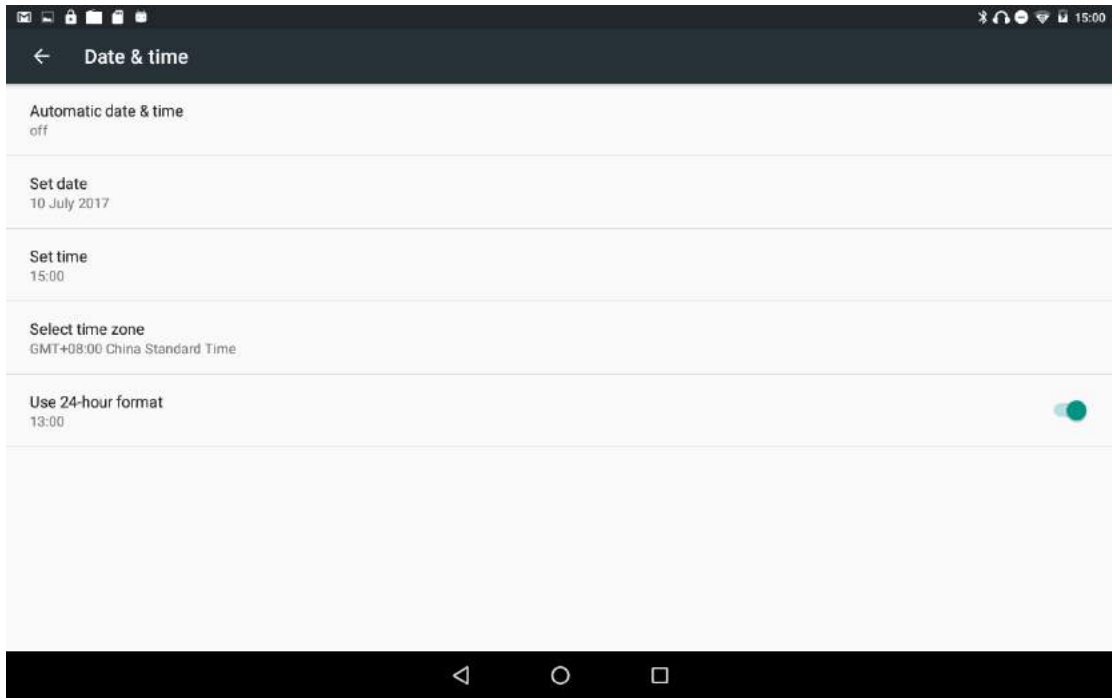 15:00
Date & time
Automatic date & time
off
Set date
10 July 2017
Set time
15:00
Select time zone
GMT+08:00 China Standard Time
Use 24-hour format
13:00